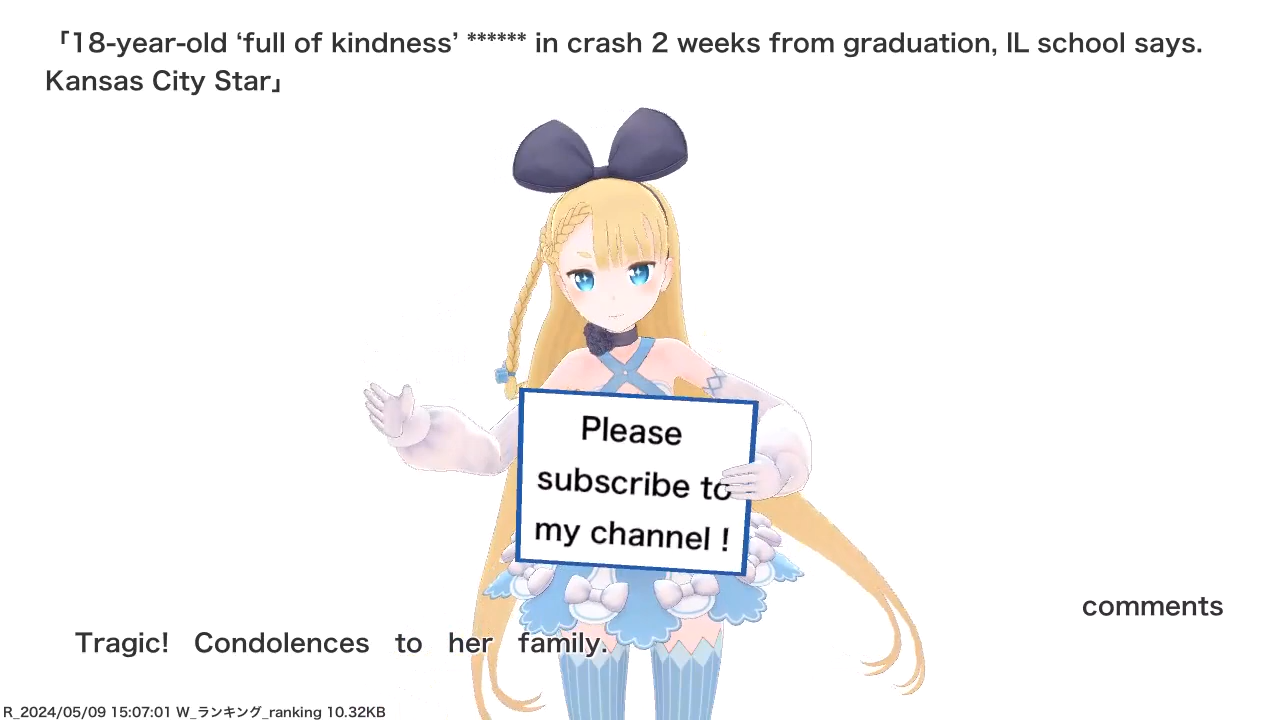 「18-year-old ‘full of kindness’ ****** in crash 2 weeks from graduation, IL school says.
Kansas City Star」
Please
subscribe to
my channel !
comments
Tragic! Condolences to her family.
R_2024/05/09 15:07:01 W_ランキング_ranking 10.32KB